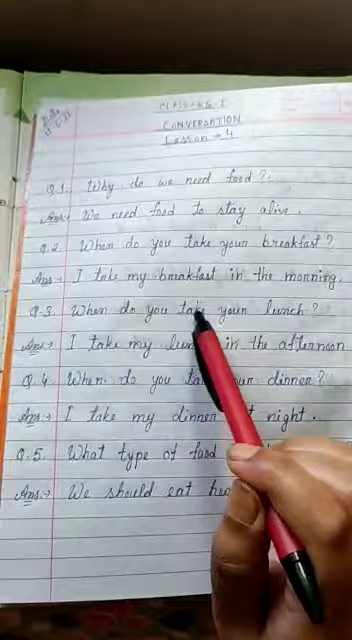 CLASS-KG-I
CONVERSATION
Lesson - 4
Q.1. Why do we need food?
Ans:- We need food to stay alive.
Q.2. When do you take your breakfast?
Ans:- I take my breakfast in the morning.
Q.3. When do you take your lunch?
Ans:- I take my in the afternoon
Q.4. When do you dinner?
Ans:- I take my dinner night.
Q.5. What type of food
Ans:- We should eat